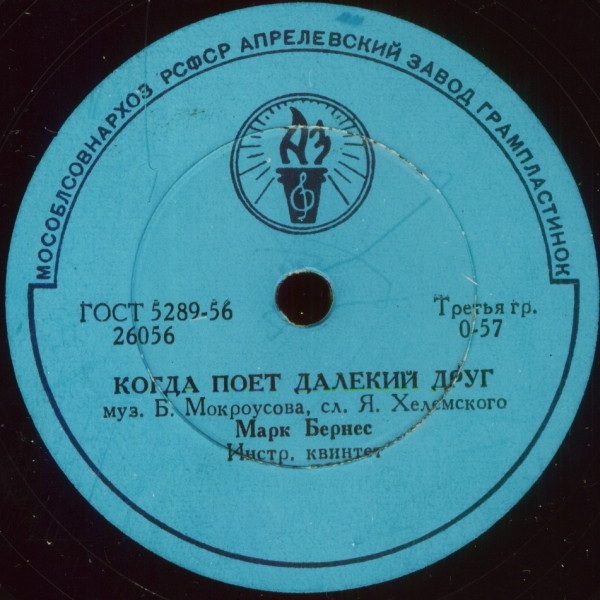 МОСОБЛСОВНАРХОЗ РСФСР АПРЕЛЕВСКИЙ ЗАВОД ГРАМПЛАСТИНОК
АЗ
ГОСТ 5289-56
26056
Третья гр.
0-57
КОГДА ПОЕТ ДАЛЕКИЙ ДРУГ
муз. Б. Мокроусова, сл. Я. Хелемского
Марк Бернес
Инстр. квинтет